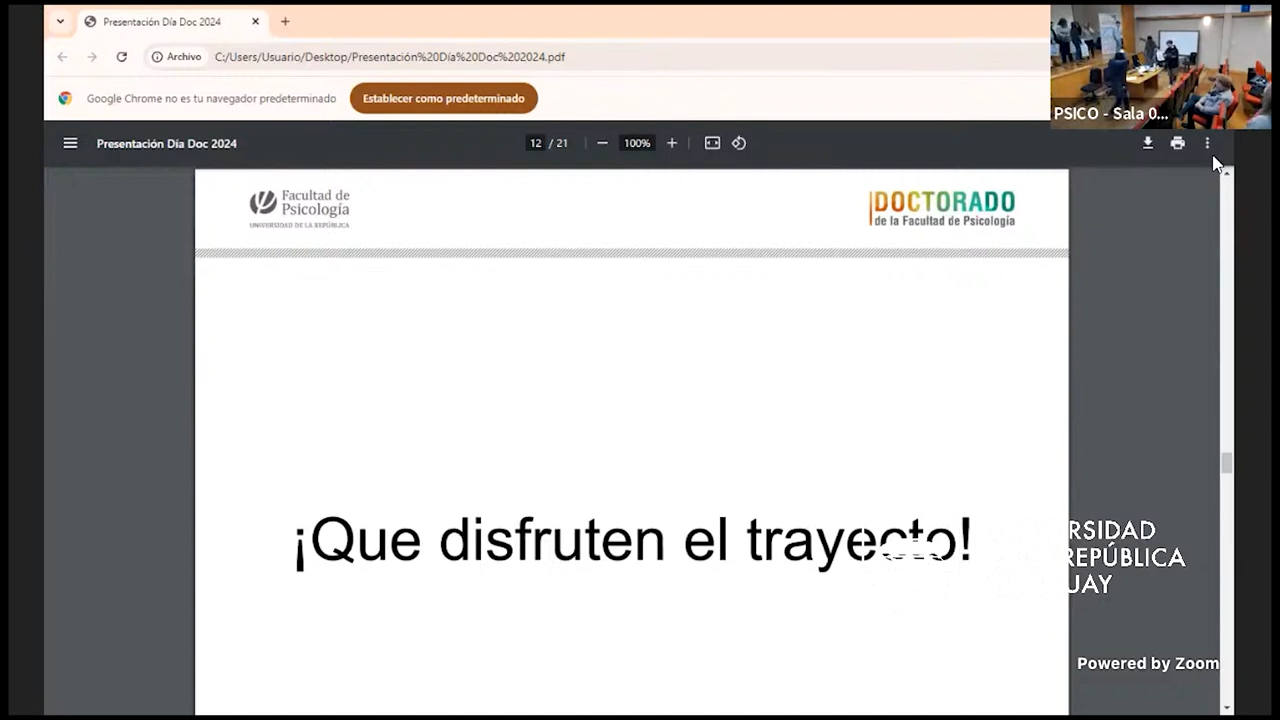 Presentación Día Doc 2024
Archivo
C:/Users/Usuario/Desktop/Presentación%20Día%20Doc%202024.pdf
Google Chrome no es tu navegador predeterminado
Establecer como predeterminado
PSICO - Sala 0...
Presentación Día Doc 2024
12 / 21
100%
Facultad de
Psicología
UNIVERSIDAD DE LA REPÚBLICA
DOCTORADO
de la Facultad de Psicología
¡Que disfruten el trayecto!
RSIDAD
REPÚBLICA
UAY
Powered by Zoom